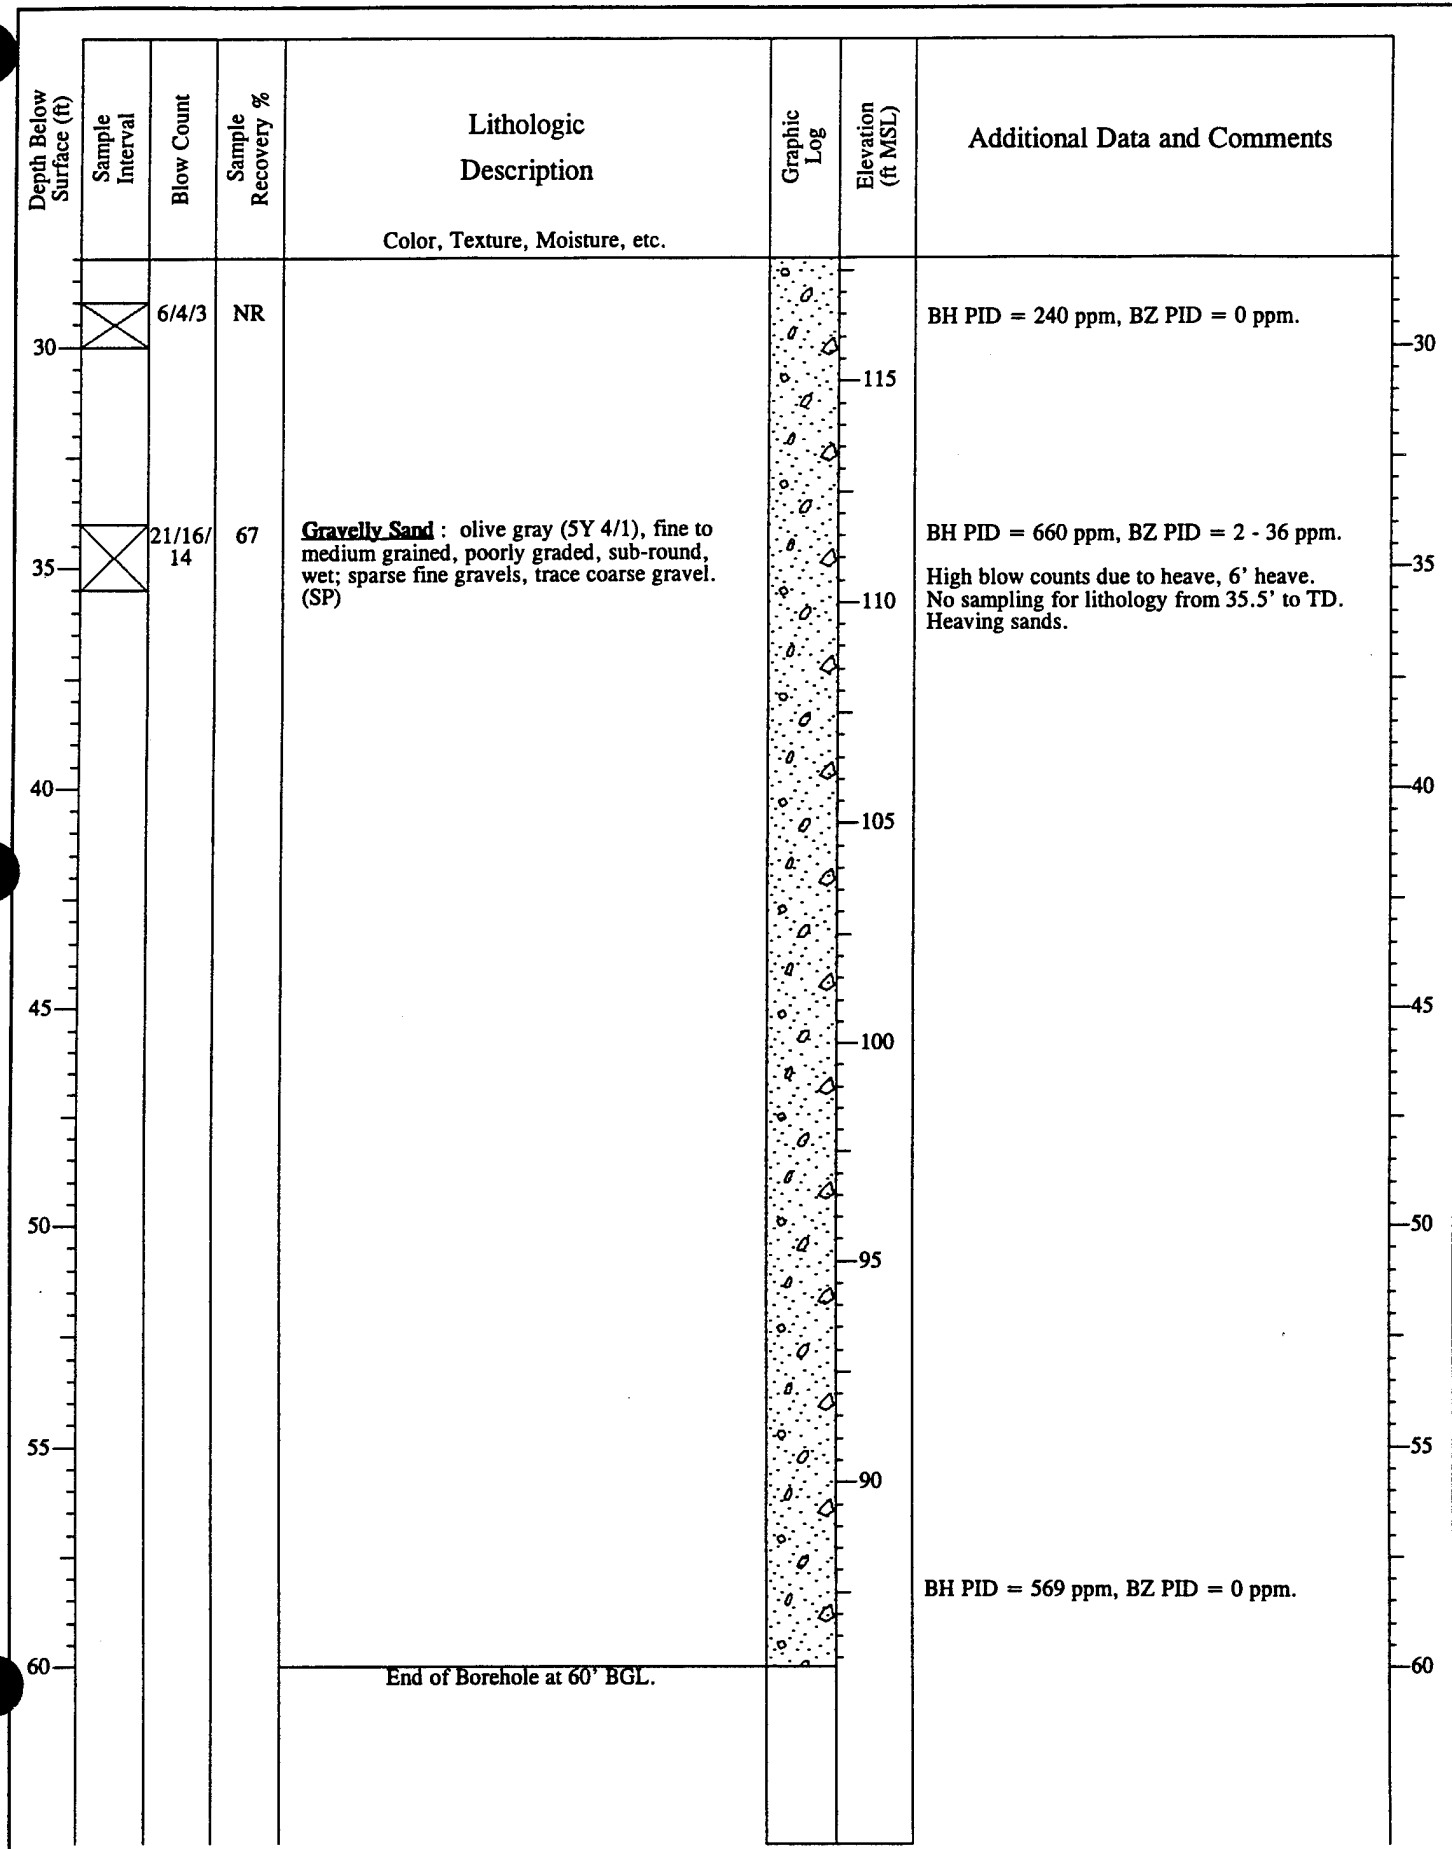 Depth Below
Surface (ft)
Sample
Interval
Blow Count
Sample
Recovery %
Lithologic
Description
Color, Texture, Moisture, etc.
Graphic
Log
Elevation
(ft MSL)
Additional Data and Comments
6/4/3 NR
BH PID = 240 ppm, BZ PID = 0 ppm.
30 30
115
21/16/
14
67
Gravelly Sand : olive gray (5Y 4/1), fine to
medium grained, poorly graded, sub-round,
wet; sparse fine gravels, trace coarse gravel.
(SP)
BH PID = 660 ppm, BZ PID = 2 - 36 ppm.
35 35
High blow counts due to heave, 6' heave.
No sampling for lithology from 35.5' to TD.
Heaving sands.
110
40 40
105
45 45
100
50 50
95
55 55
90
BH PID = 569 ppm, BZ PID = 0 ppm.
60 60
End of Borehole at 60' BGL.